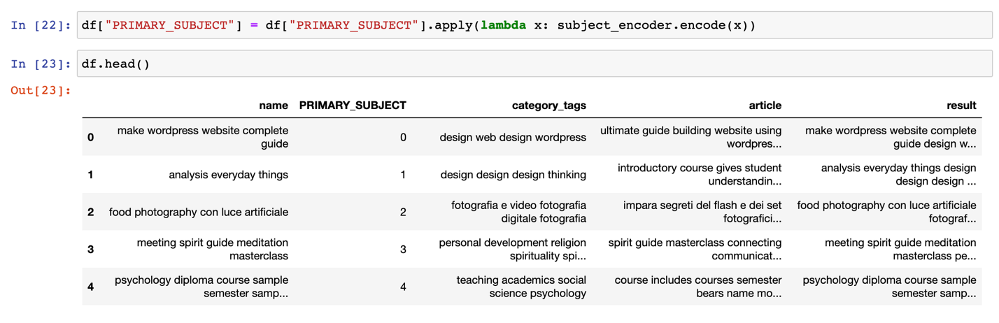 In [22]: df["PRIMARY_SUBJECT"] = df["PRIMARY_SUBJECT"].apply(lambda x: subject_encoder.encode(x))
In [23]: df.head()
Out[23]:
name PRIMARY_SUBJECT category_tags article result
0 make wordpress website complete guide 0 design web design wordpress ultimate guide building website using wordpres... make wordpress website complete guide design w...
1 analysis everyday things 1 design design design thinking introductory course gives student understandin... analysis everyday things design design design ...
2 food photography con luce artificiale 2 fotografia e video fotografia digitale fotografia impara segreti del flash e dei set fotografici... food photography con luce artificiale fotograf...
3 meeting spirit guide meditation masterclass 3 personal development religion spirituality spi... spirit guide masterclass connecting communicat... meeting spirit guide meditation masterclass pe...
4 psychology diploma course sample semester samp... 4 teaching academics social science psychology course includes courses semester bears name mo... psychology diploma course sample semester samp...